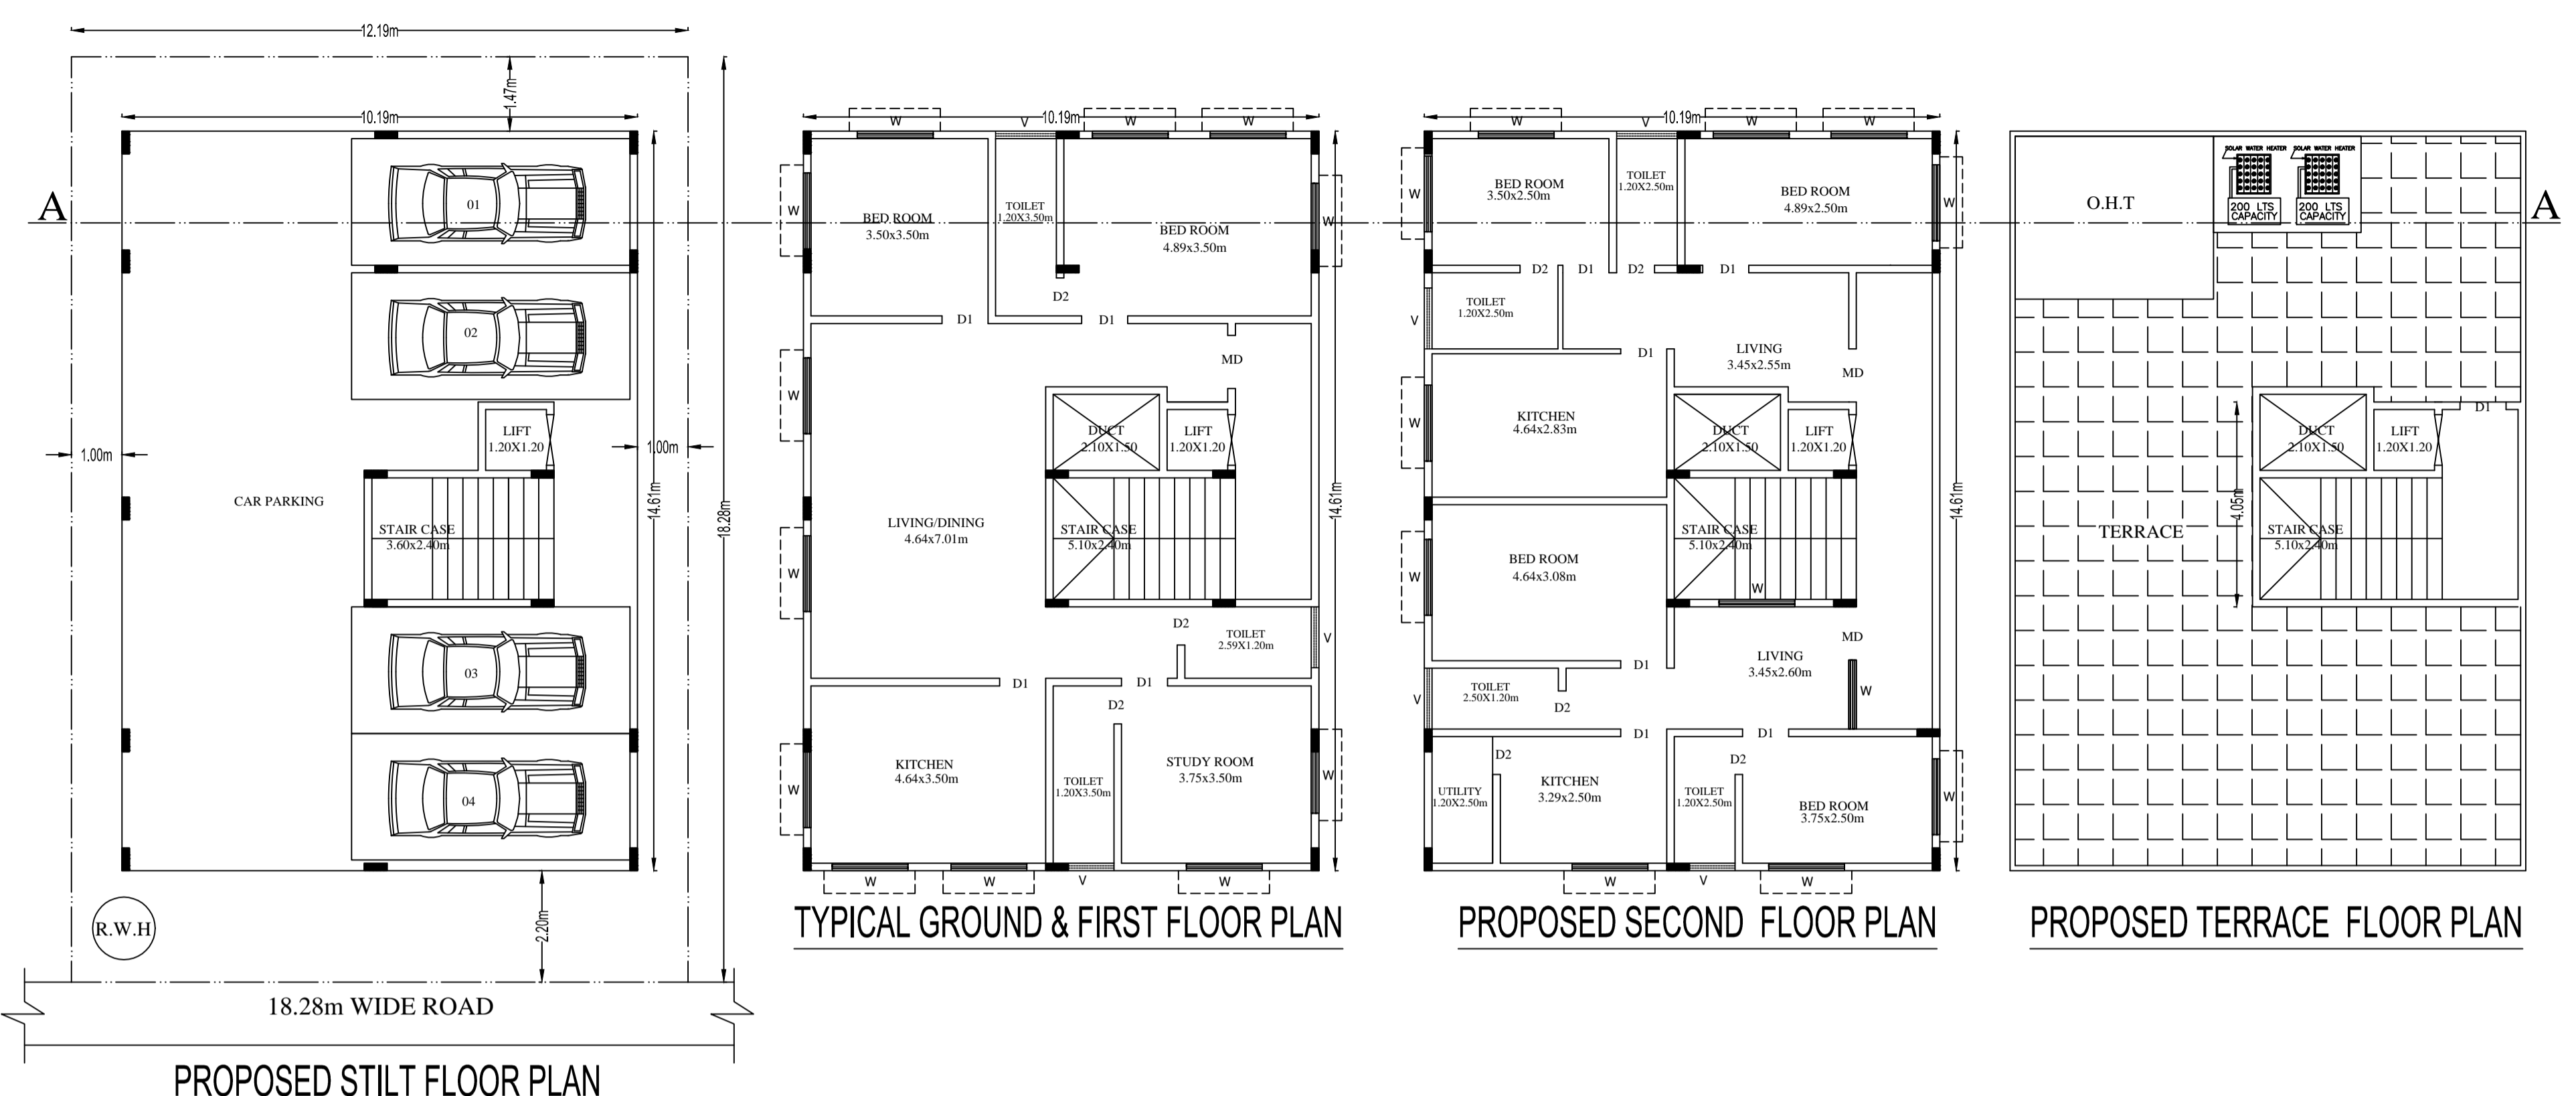 12.19m
1.47m
10.19m
A
01
02
LIFT
1.20X1.20
1.00m
1.00m
CAR PARKING
STAIR CASE
3.60x2.40m
14.61m
18.28m
03
04
R.W.H
2.20m
18.28m WIDE ROAD
PROPOSED STILT FLOOR PLAN
10.19m
W
V
W
W
W
BED ROOM
3.50x3.50m
TOILET
1.20X3.50m
BED ROOM
4.89x3.50m
W
D2
D1
D1
MD
W
DUCT
2.10X1.50
LIFT
1.20X1.20
14.61m
LIVING/DINING
4.64x7.01m
STAIR CASE
5.10x2.40m
W
D2
TOILET
2.59X1.20m
V
D1
D1
D2
KITCHEN
4.64x3.50m
TOILET
1.20X3.50m
STUDY ROOM
3.75x3.50m
W
W
W
W
V
W
TYPICAL GROUND & FIRST FLOOR PLAN
10.19m
W
V
W
W
W
BED ROOM
3.50x2.50m
TOILET
1.20X2.50m
BED ROOM
4.89x2.50m
W
D2
D1
D2
D1
TOILET
1.20X2.50m
V
D1
LIVING
3.45x2.55m
MD
W
KITCHEN
4.64x2.83m
DUCT
2.10X1.50
LIFT
1.20X1.20
14.61m
STAIR CASE
5.10x2.40m
W
BED ROOM
4.64x3.08m
W
MD
D1
LIVING
3.45x2.60m
V
TOILET
2.50X1.20m
D2
W
D1
D1
D2
D2
UTILITY
1.20X2.50m
KITCHEN
3.29x2.50m
TOILET
1.20X2.50m
BED ROOM
3.75x2.50m
W
W
V
W
PROPOSED SECOND FLOOR PLAN
SOLAR WATER HEATER
SOLAR WATER HEATER
O.H.T
200 LTS
CAPACITY
200 LTS
CAPACITY
A
D1
DUCT
2.10X1.50
LIFT
1.20X1.20
4.05m
TERRACE
STAIR CASE
5.10x2.40m
PROPOSED TERRACE FLOOR PLAN